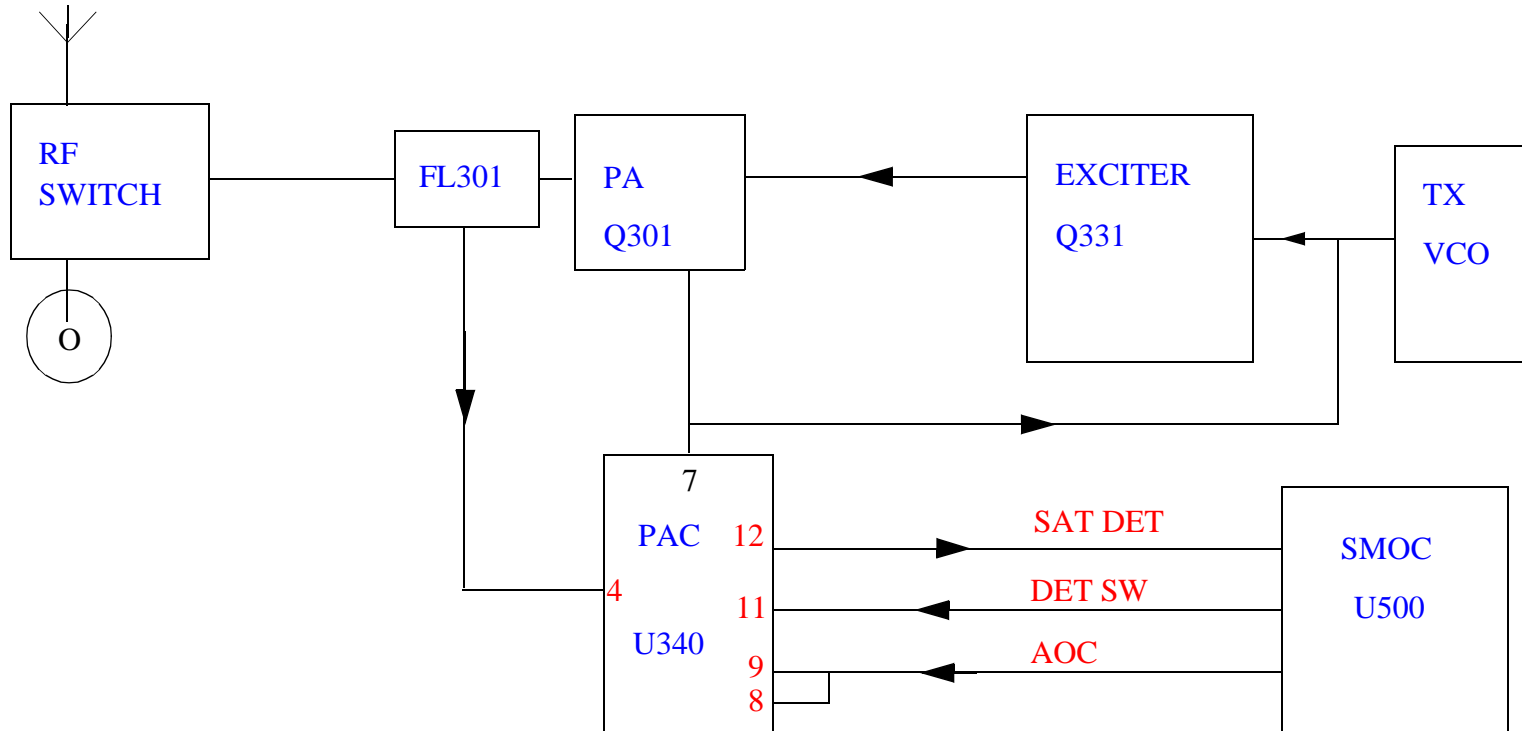 RF
SWITCH
FL301
PA
Q301
EXCITER
Q331
TX
VCO
O
7
PAC
12
4
11
U340
9
8
SAT DET
DET SW
AOC
SMOC
U500